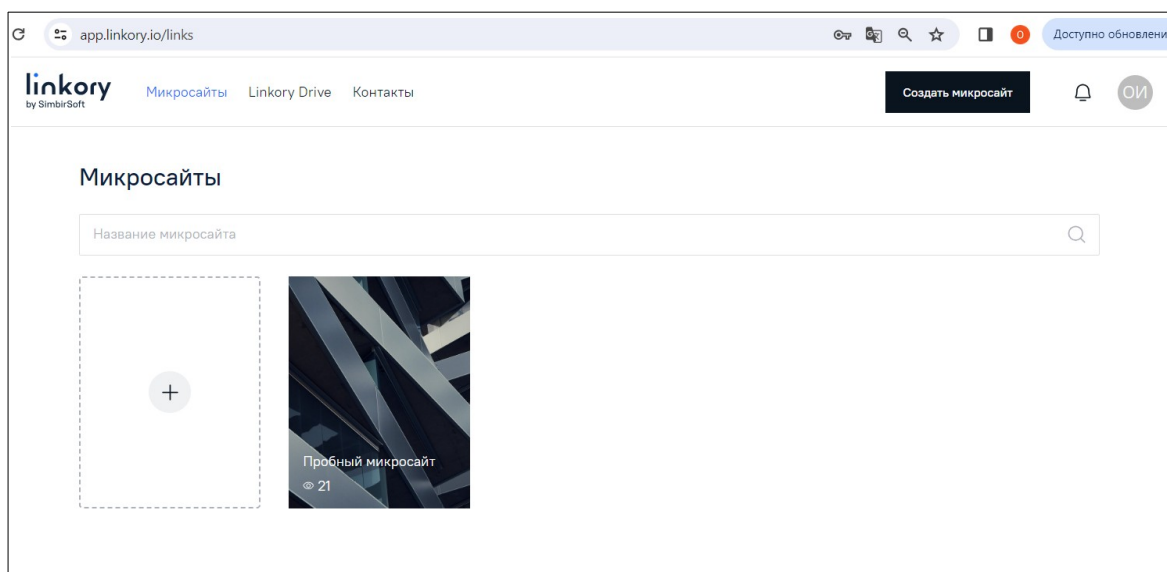 app.linkory.io/links
О
Доступно обновлени
linkory
by SimbirSoft
Микросайты Linkory Drive Контакты
Создать микросайт
ОИ
Микросайты
Название микросайта
Пробный микросайт
21